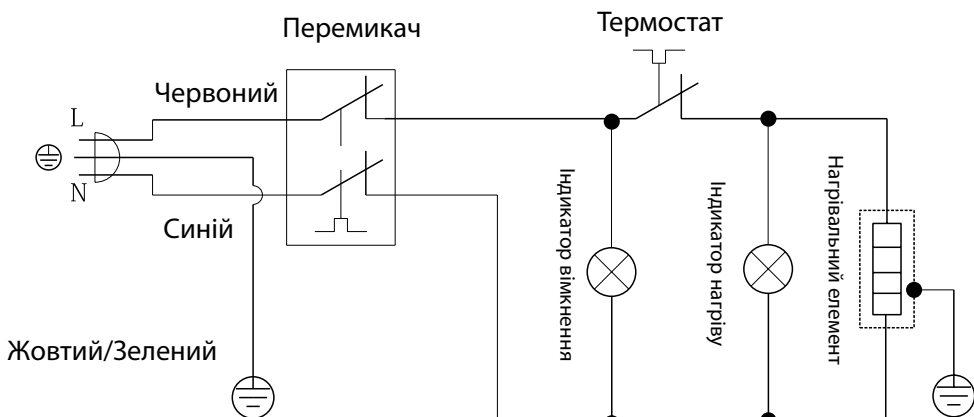 Перемикач
Термостат
Червоний
L
N
Синій
Жовтий/Зелений
Індикатор вімкнення
Індикатор нагріву
Нагрівальний елемент